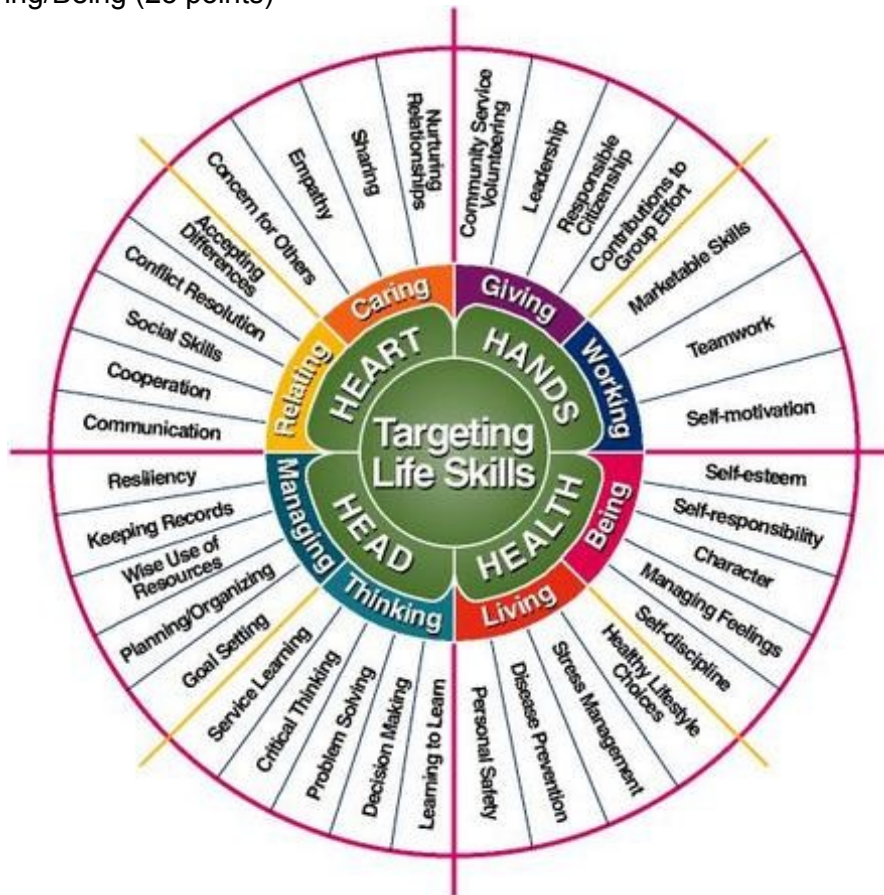 ing/Being (25 points)
Nurturing
Relationships
Sharing
Empathy
Concern for Others
Accepting
Differences
Conflict Resolution
Social Skills
Cooperation
Communication
Community Service
Volunteering
Leadership
Responsible
Citizenship
Contributions to
Group Effort
Marketable Skills
Teamwork
Self-motivation
Caring
Giving
Relating
Working
HEART
HANDS
Targeting
Life Skills
HEAD
HEALTH
Managing
Being
Thinking
Living
Resiliency
Keeping Records
Wise Use of
Resources
Planning/Organizing
Goal Setting
Service Learning
Critical Thinking
Problem Solving
Decision Making
Learning to Learn
Self-esteem
Self-responsibility
Character
Managing Feelings
Self-discipline
Healthy Lifestyle
Choices
Stress Management
Disease Prevention
Personal Safety